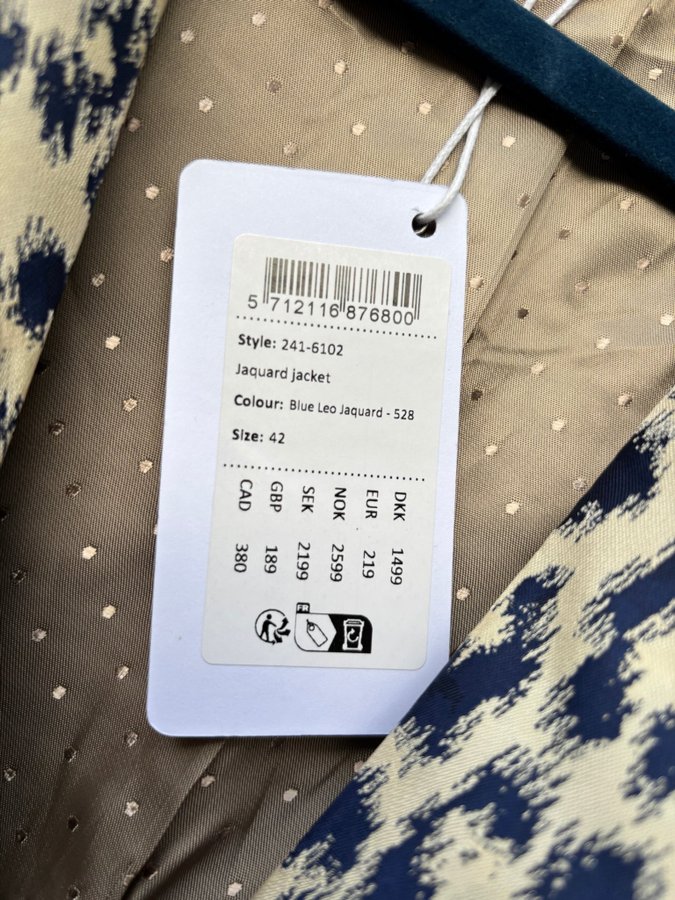 5 712116 876800
Style: 241-6102
Jaquard jacket
Colour: Blue Leo Jaquard - 528
Size: 42
DKK 1499
EUR 219
NOK 2599
SEK 2199
GBP 189
CAD 380
FR